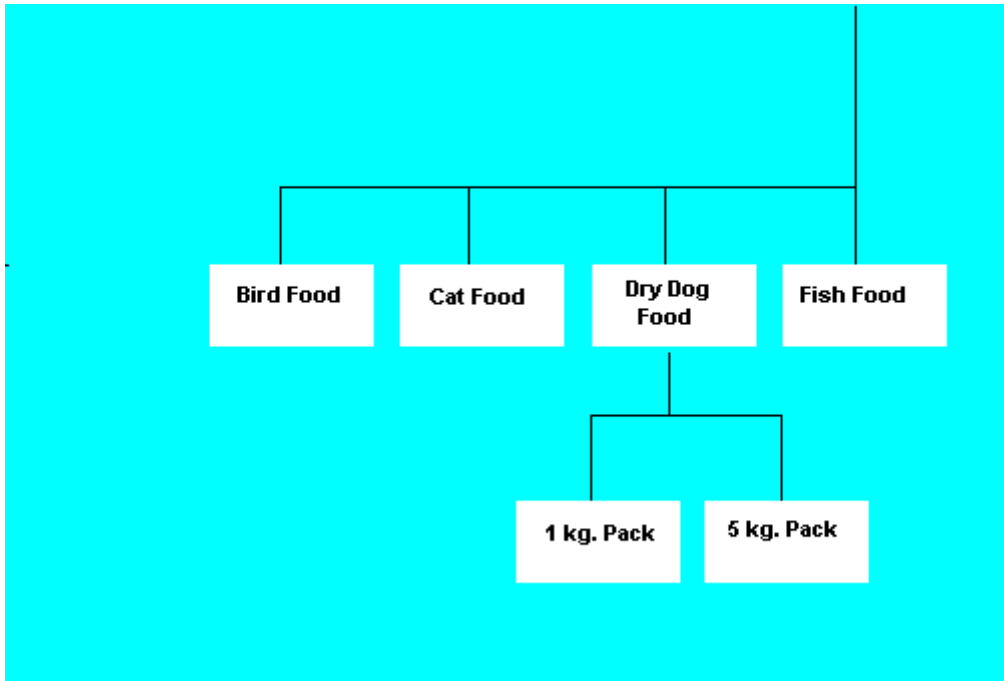 Bird Food
Cat Food
Dry Dog
Food
Fish Food
1 kg. Pack
5 kg. Pack